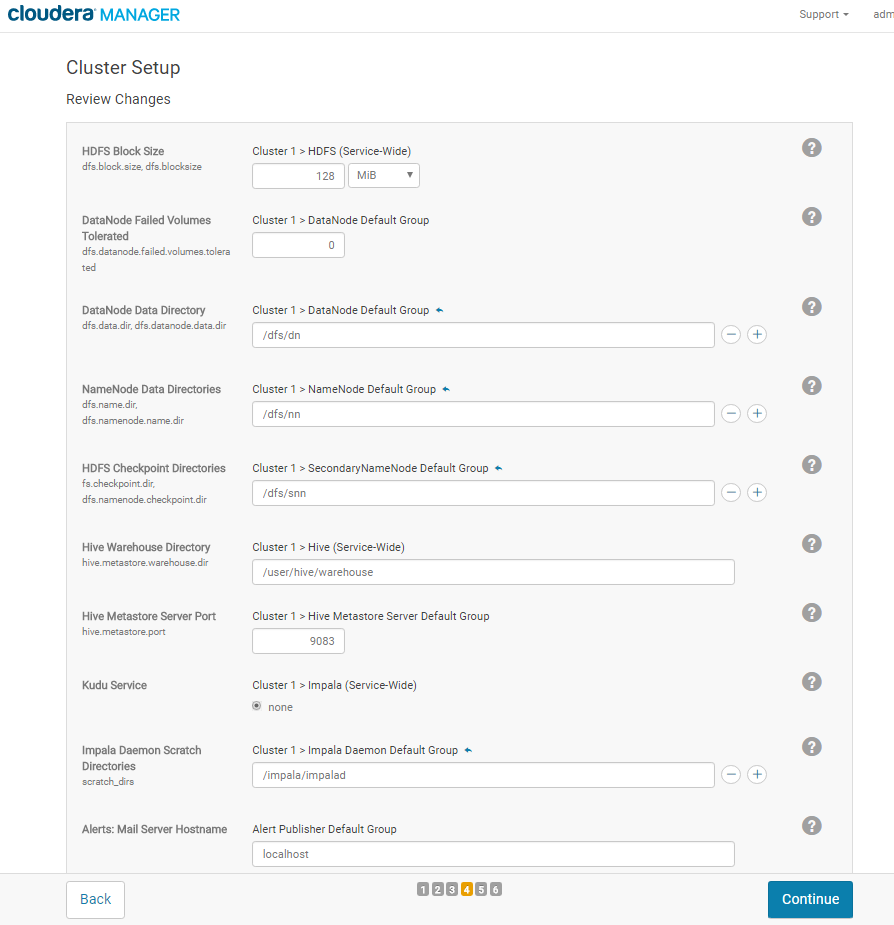 cloudera MANAGER
Support adm
Cluster Setup
Review Changes
HDFS Block Size
dfs.block.size, dfs.blocksize
Cluster 1 > HDFS (Service-Wide)
128 MiB
?
DataNode Failed Volumes
Tolerated
dfs.datanode.failed.volumes.tolera
ted
Cluster 1 > DataNode Default Group
0
?
DataNode Data Directory
dfs.data.dir, dfs.datanode.data.dir
Cluster 1 > DataNode Default Group
/dfs/dn
?
NameNode Data Directories
dfs.name.dir,
dfs.namenode.name.dir
Cluster 1 > NameNode Default Group
/dfs/nn
?
HDFS Checkpoint Directories
fs.checkpoint.dir,
dfs.namenode.checkpoint.dir
Cluster 1 > SecondaryNameNode Default Group
/dfs/snn
?
Hive Warehouse Directory
hive.metastore.warehouse.dir
Cluster 1 > Hive (Service-Wide)
/user/hive/warehouse
?
Hive Metastore Server Port
hive.metastore.port
Cluster 1 > Hive Metastore Server Default Group
9083
?
Kudu Service
Cluster 1 > Impala (Service-Wide)
none
?
Impala Daemon Scratch
Directories
scratch_dirs
Cluster 1 > Impala Daemon Default Group
/impala/impalad
?
Alerts: Mail Server Hostname
Alert Publisher Default Group
localhost
?
Back
1 2 3 4 5 6
Continue